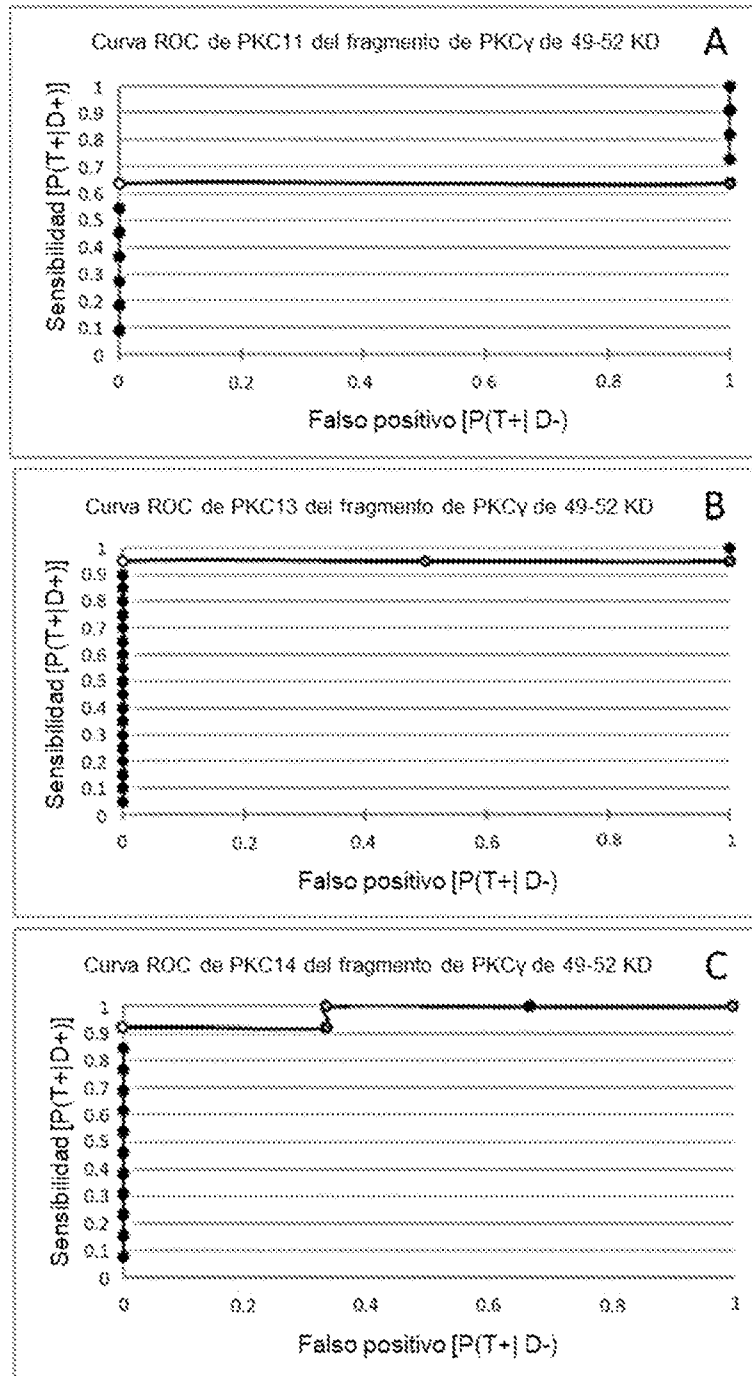 Curva ROC de PKC11 del fragmento de PKCγ de 49-52 KD
A
Sensibilidad [P(T+|D+)]
1
0.9
0.8
0.7
0.6
0.5
0.4
0.3
0.2
0.1
0
0 0.2 0.4 0.6 0.8 1
Falso positivo [P(T+| D-)
Curva ROC de PKC13 del fragmento de PKCγ de 49-52 KD
B
Sensibilidad [P(T+|D+)]
1
0.9
0.8
0.7
0.6
0.5
0.4
0.3
0.2
0.1
0
0 0.2 0.4 0.6 0.8 1
Falso positivo [P(T+| D-)
Curva ROC de PKC14 del fragmento de PKCγ de 49-52 KD
C
Sensibilidad [P(T+|D+)]
1
0.9
0.8
0.7
0.6
0.5
0.4
0.3
0.2
0.1
0
0 0.2 0.4 0.6 0.8 1
Falso positivo [P(T+| D-)